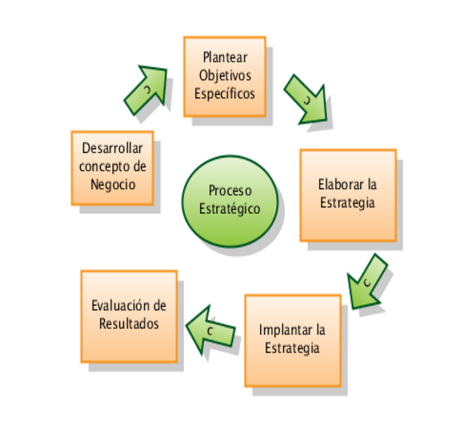 Plantear
Objetivos
Específicos
Desarrollar
concepto de
Negocio
Elaborar la
Estrategia
Proceso
Estratégico
Evaluación de
Resultados
Implantar la
Estrategia